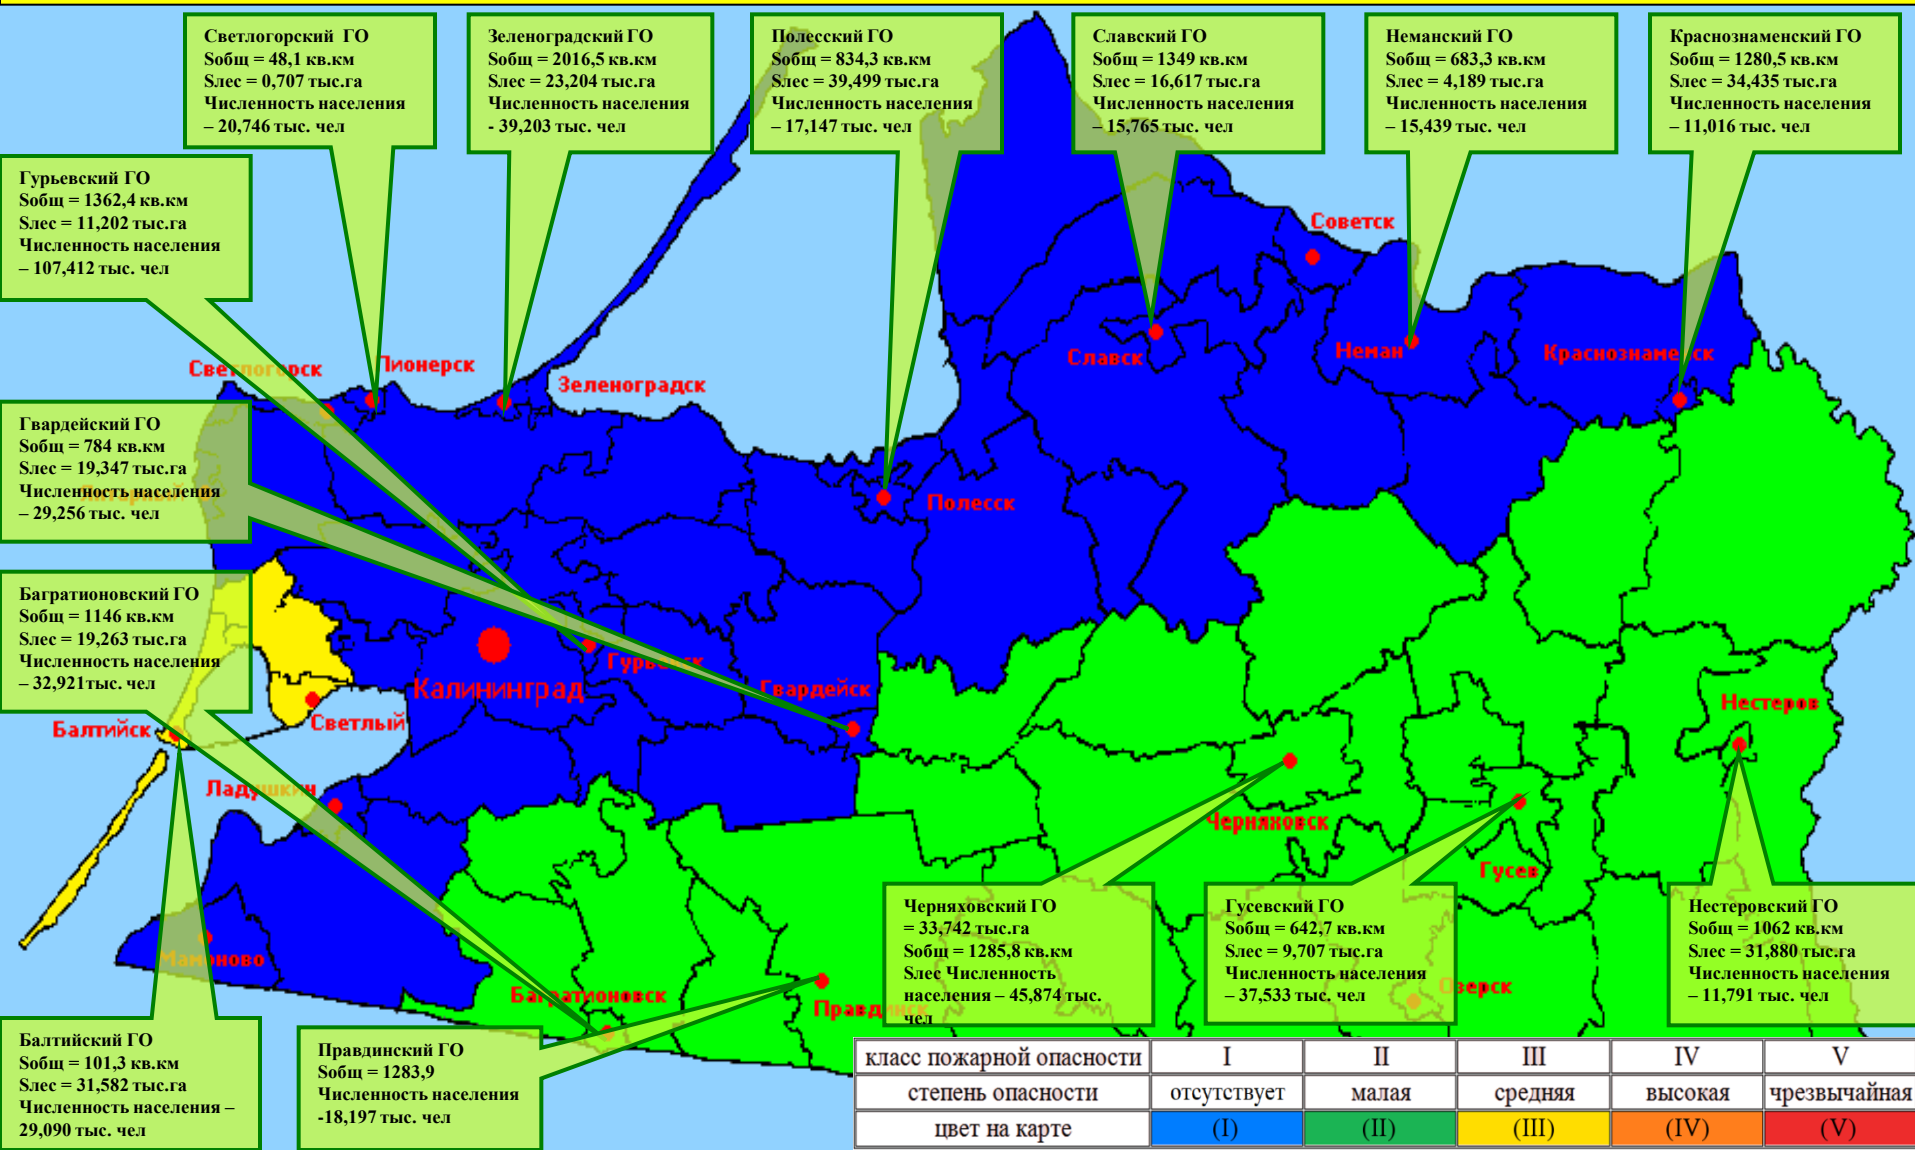 Светлогорский ГО
Sобщ = 48,1 кв.км
Sлес = 0,707 тыс.га
Численность населения
– 20,746 тыс. чел
Зеленоградский ГО
Sобщ = 2016,5 кв.км
Sлес = 23,204 тыс.га
Численность населения
- 39,203 тыс. чел
Полесский ГО
Sобщ = 834,3 кв.км
Sлес = 39,499 тыс.га
Численность населения
– 17,147 тыс. чел
Славский ГО
Sобщ = 1349 кв.км
Sлес = 16,617 тыс.га
Численность населения
– 15,765 тыс. чел
Неманский ГО
Sобщ = 683,3 кв.км
Sлес = 4,189 тыс.га
Численность населения
– 15,439 тыс. чел
Краснознаменский ГО
Sобщ = 1280,5 кв.км
Sлес = 34,435 тыс.га
Численность населения
– 11,016 тыс. чел
Гурьевский ГО
Sобщ = 1362,4 кв.км
Sлес = 11,202 тыс.га
Численность населения
– 107,412 тыс. чел
Советск
Славск
Неман
Краснознаменск
Светлогорск
Пионерск
Зеленоградск
Гвардейский ГО
Sобщ = 784 кв.км
Sлес = 19,347 тыс.га
Численность населения
– 29,256 тыс. чел
Полесск
Багратионовский ГО
Sобщ = 1146 кв.км
Sлес = 19,263 тыс.га
Численность населения
– 32,921тыс. чел
Гурьевск
Калининград
Гвардейск
Нестеров
Балтийск
Светлый
Ладушкин
Черняховск
Гусев
Мамоново
Багратионовск
Правдинск
Озерск
Черняховский ГО
= 33,742 тыс.га
Sобщ = 1285,8 кв.км
Sлес Численность
населения – 45,874 тыс.
чел
Гусевский ГО
Sобщ = 642,7 кв.км
Sлес = 9,707 тыс.га
Численность населения
– 37,533 тыс. чел
Нестеровский ГО
Sобщ = 1062 кв.км
Sлес = 31,880 тыс.га
Численность населения
– 11,791 тыс. чел
Балтийский ГО
Sобщ = 101,3 кв.км
Sлес = 31,582 тыс.га
Численность населения –
29,090 тыс. чел
Правдинский ГО
Sобщ = 1283,9
Численность населения
-18,197 тыс. чел
класс пожарной опасности I II III IV V
степень опасности отсутствует малая средняя высокая чрезвычайная
цвет на карте (I) (II) (III) (IV) (V)